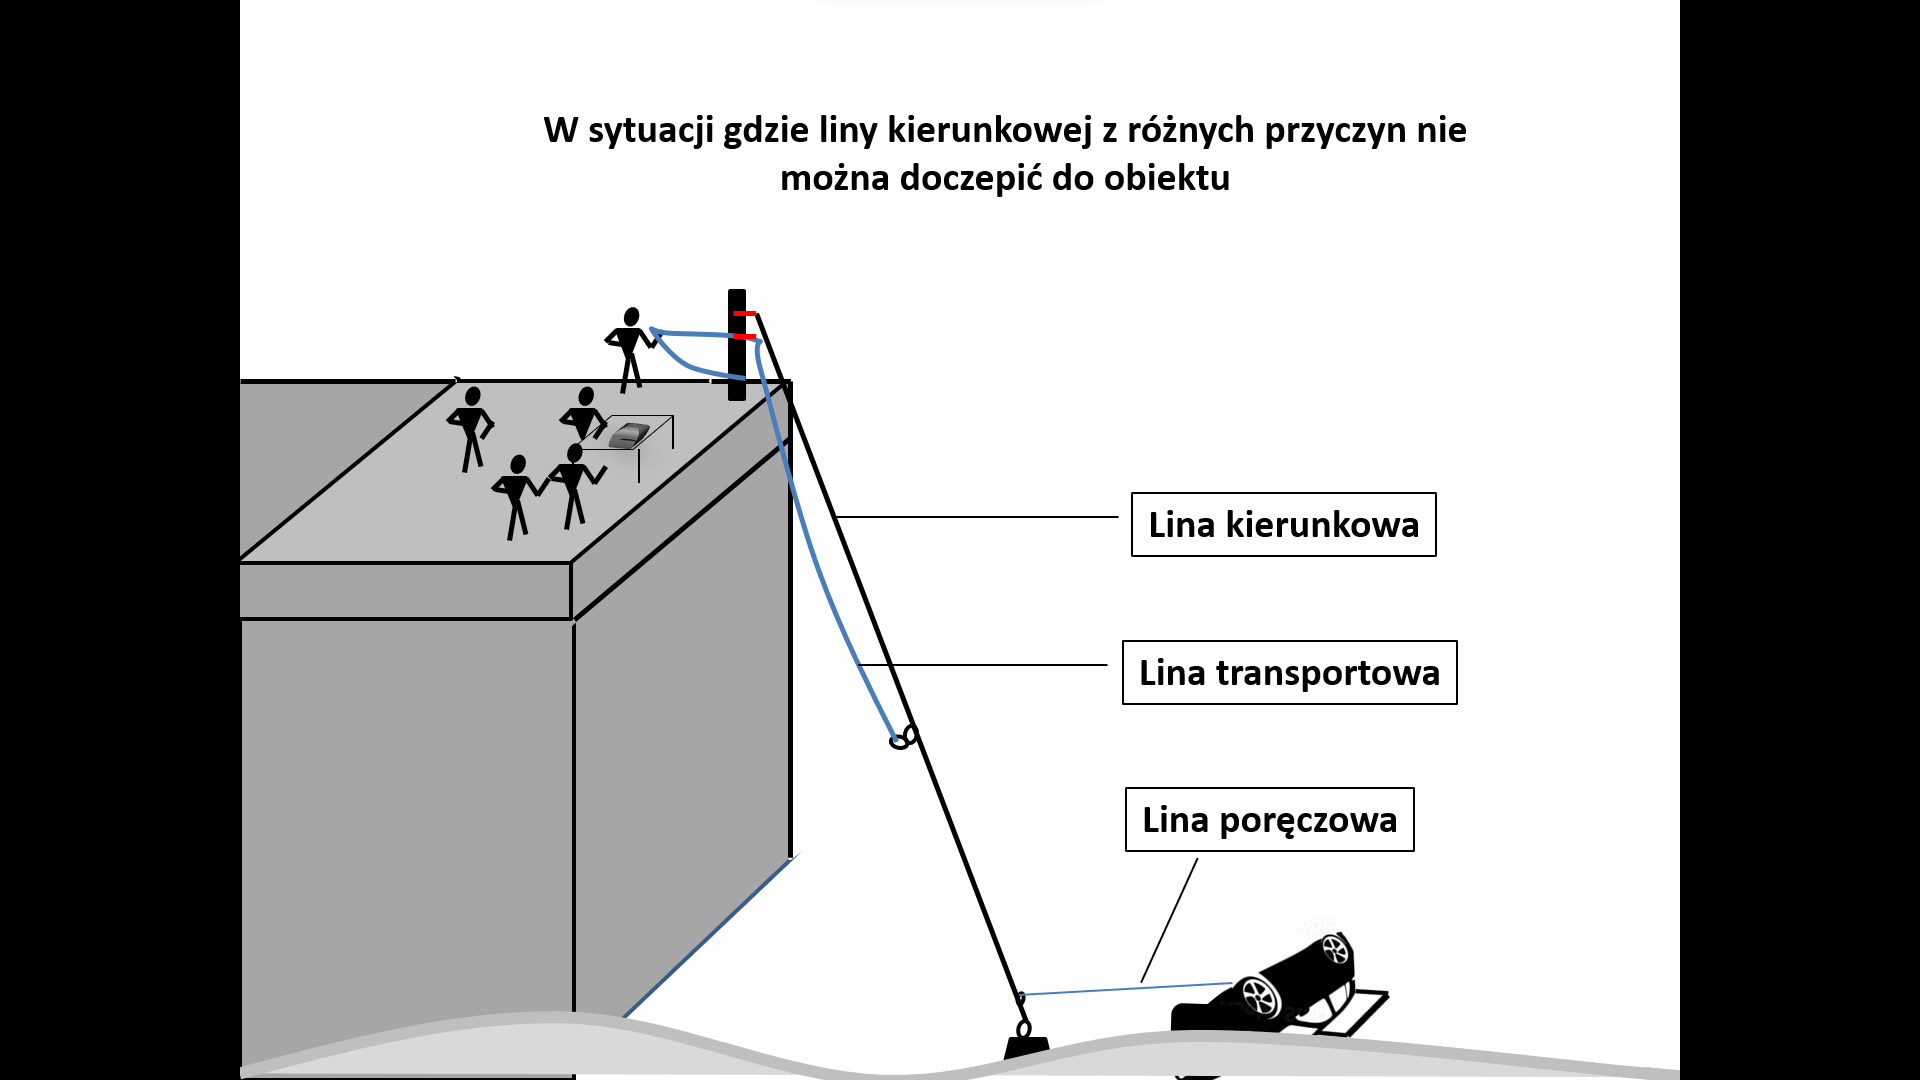 W sytuacji gdzie liny kierunkowej z różnych przyczyn nie
można doczepić do obiektu
Lina kierunkowa
Lina transportowa
Lina poręczowa